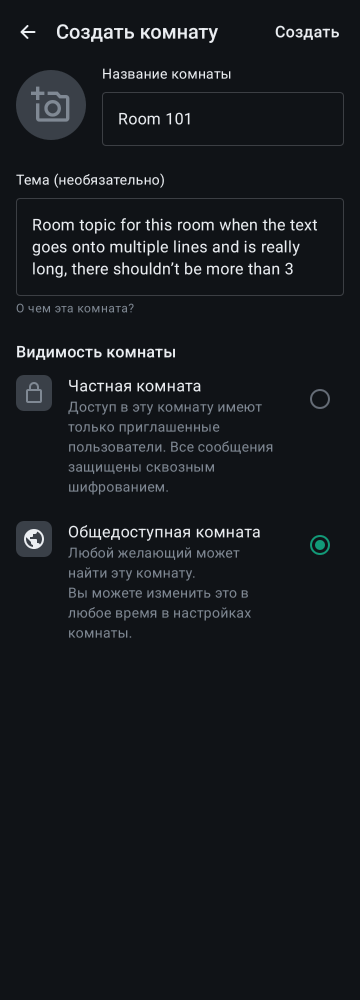 Создать комнату
Создать
Название комнаты
Room 101
Тема (необязательно)
Room topic for this room when the text
goes onto multiple lines and is really
long, there shouldn’t be more than 3
О чем эта комната?
Видимость комнаты
Частная комната
Доступ в эту комнату имеют
только приглашенные
пользователи. Все сообщения
защищены сквозным
шифрованием.
Общедоступная комната
Любой желающий может
найти эту комнату.
Вы можете изменить это в
любое время в настройках
комнаты.